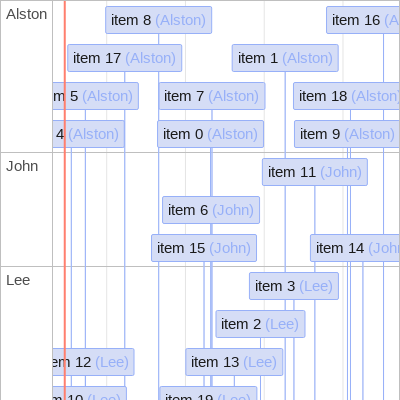 Alston
item 8 (Alston)
item 16 (A
item 17 (Alston)
item 1 (Alston)
m 5 (Alston)
item 7 (Alston)
item 18 (Alston)
4 (Alston)
item 0 (Alston)
item 9 (Alston)
John
item 11 (John)
item 6 (John)
item 15 (John)
item 14 (John
Lee
item 3 (Lee)
item 2 (Lee)
em 12 (Lee)
item 13 (Lee)
m 10 (Lee)
item 19 (Lee)